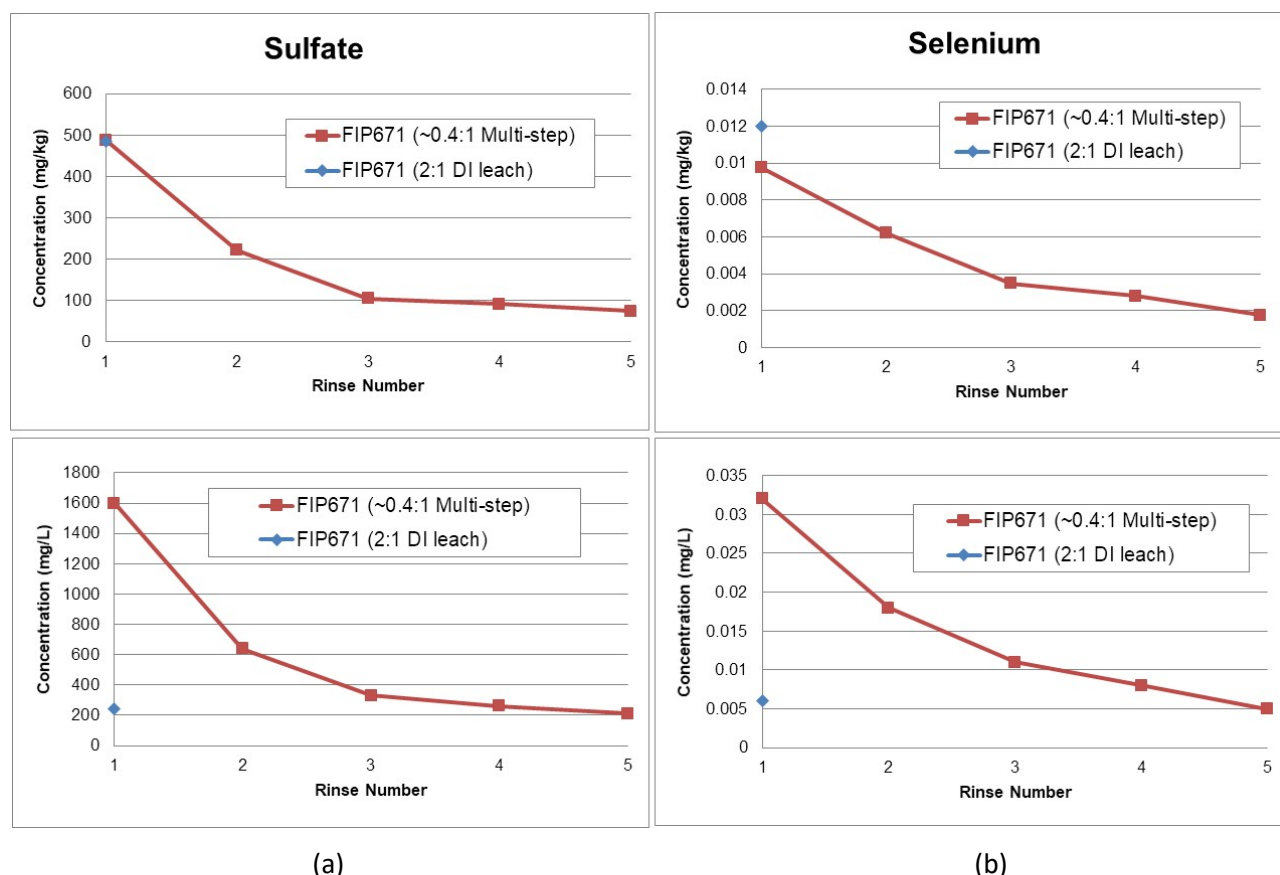 Sulfate
600
500
400
300
200
100
0
Concentration (mg/kg)
FIP671 (~0.4:1 Multi-step)
FIP671 (2:1 DI leach)
1 2 3 4 5
Rinse Number
Selenium
0.014
0.012
0.01
0.008
0.006
0.004
0.002
0
Concentration (mg/kg)
FIP671 (~0.4:1 Multi-step)
FIP671 (2:1 DI leach)
1 2 3 4 5
Rinse Number
1800
1600
1400
1200
1000
800
600
400
200
0
Concentration (mg/L)
FIP671 (~0.4:1 Multi-step)
FIP671 (2:1 DI leach)
1 2 3 4 5
Rinse Number
0.035
0.03
0.025
0.02
0.015
0.01
0.005
0
Concentration (mg/L)
FIP671 (~0.4:1 Multi-step)
FIP671 (2:1 DI leach)
1 2 3 4 5
Rinse Number
(a) (b)